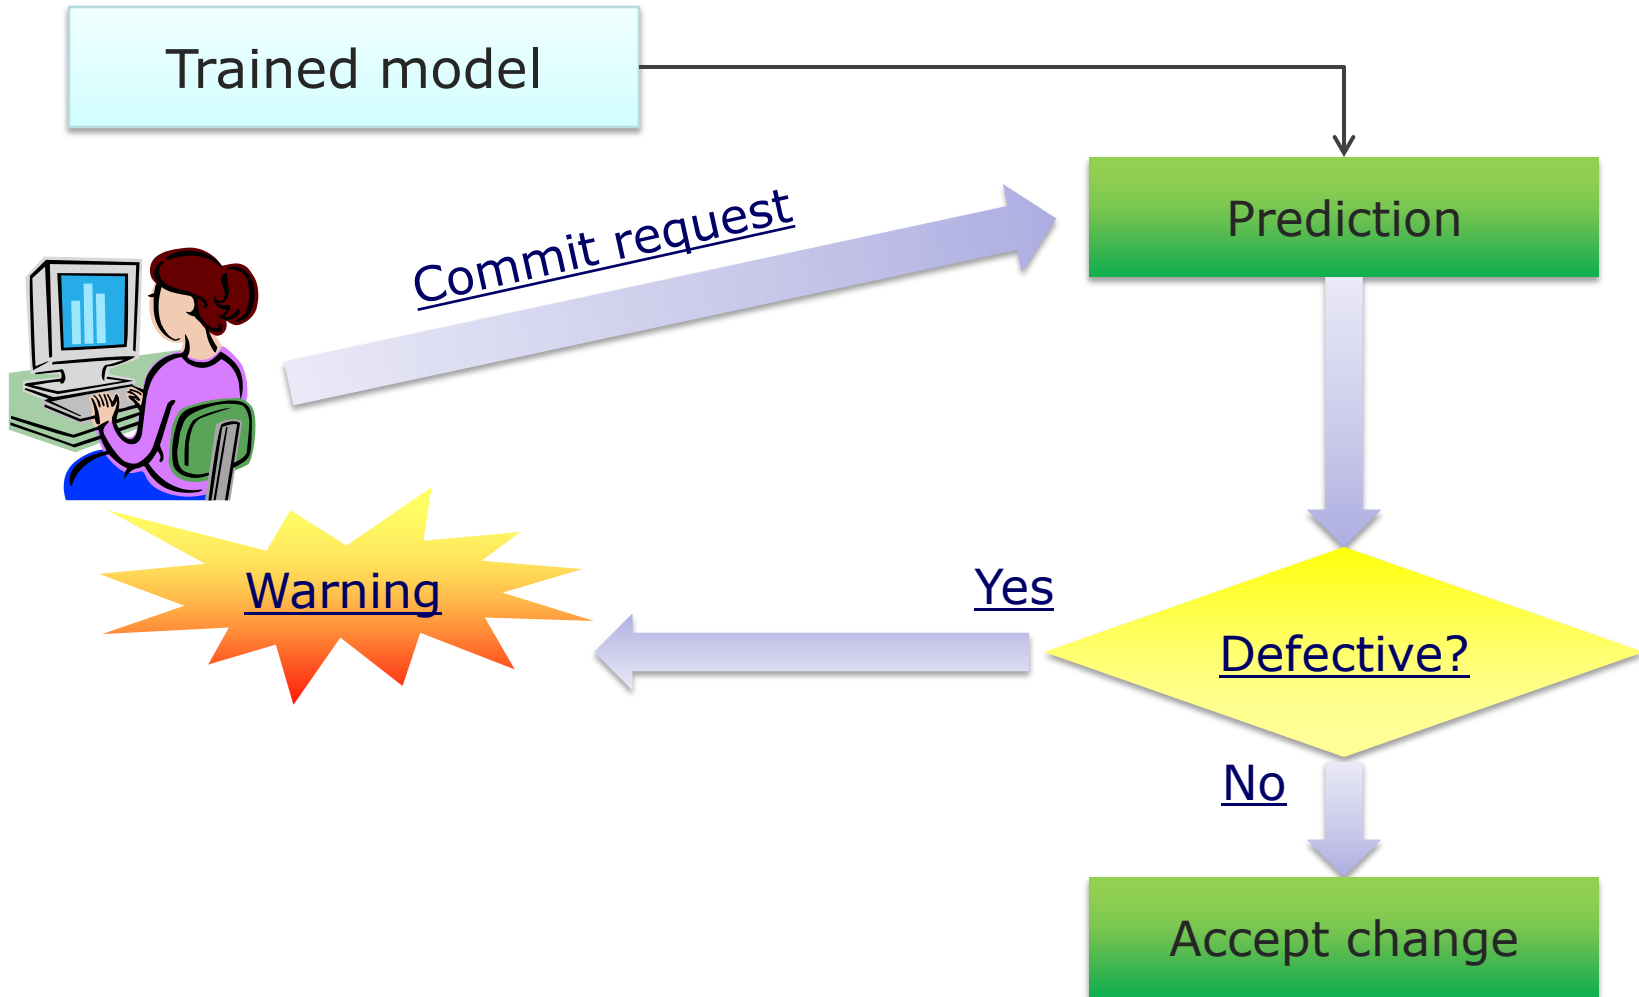 Trained model
Commit request
Prediction
Yes
Warning
Defective?
No
Accept change